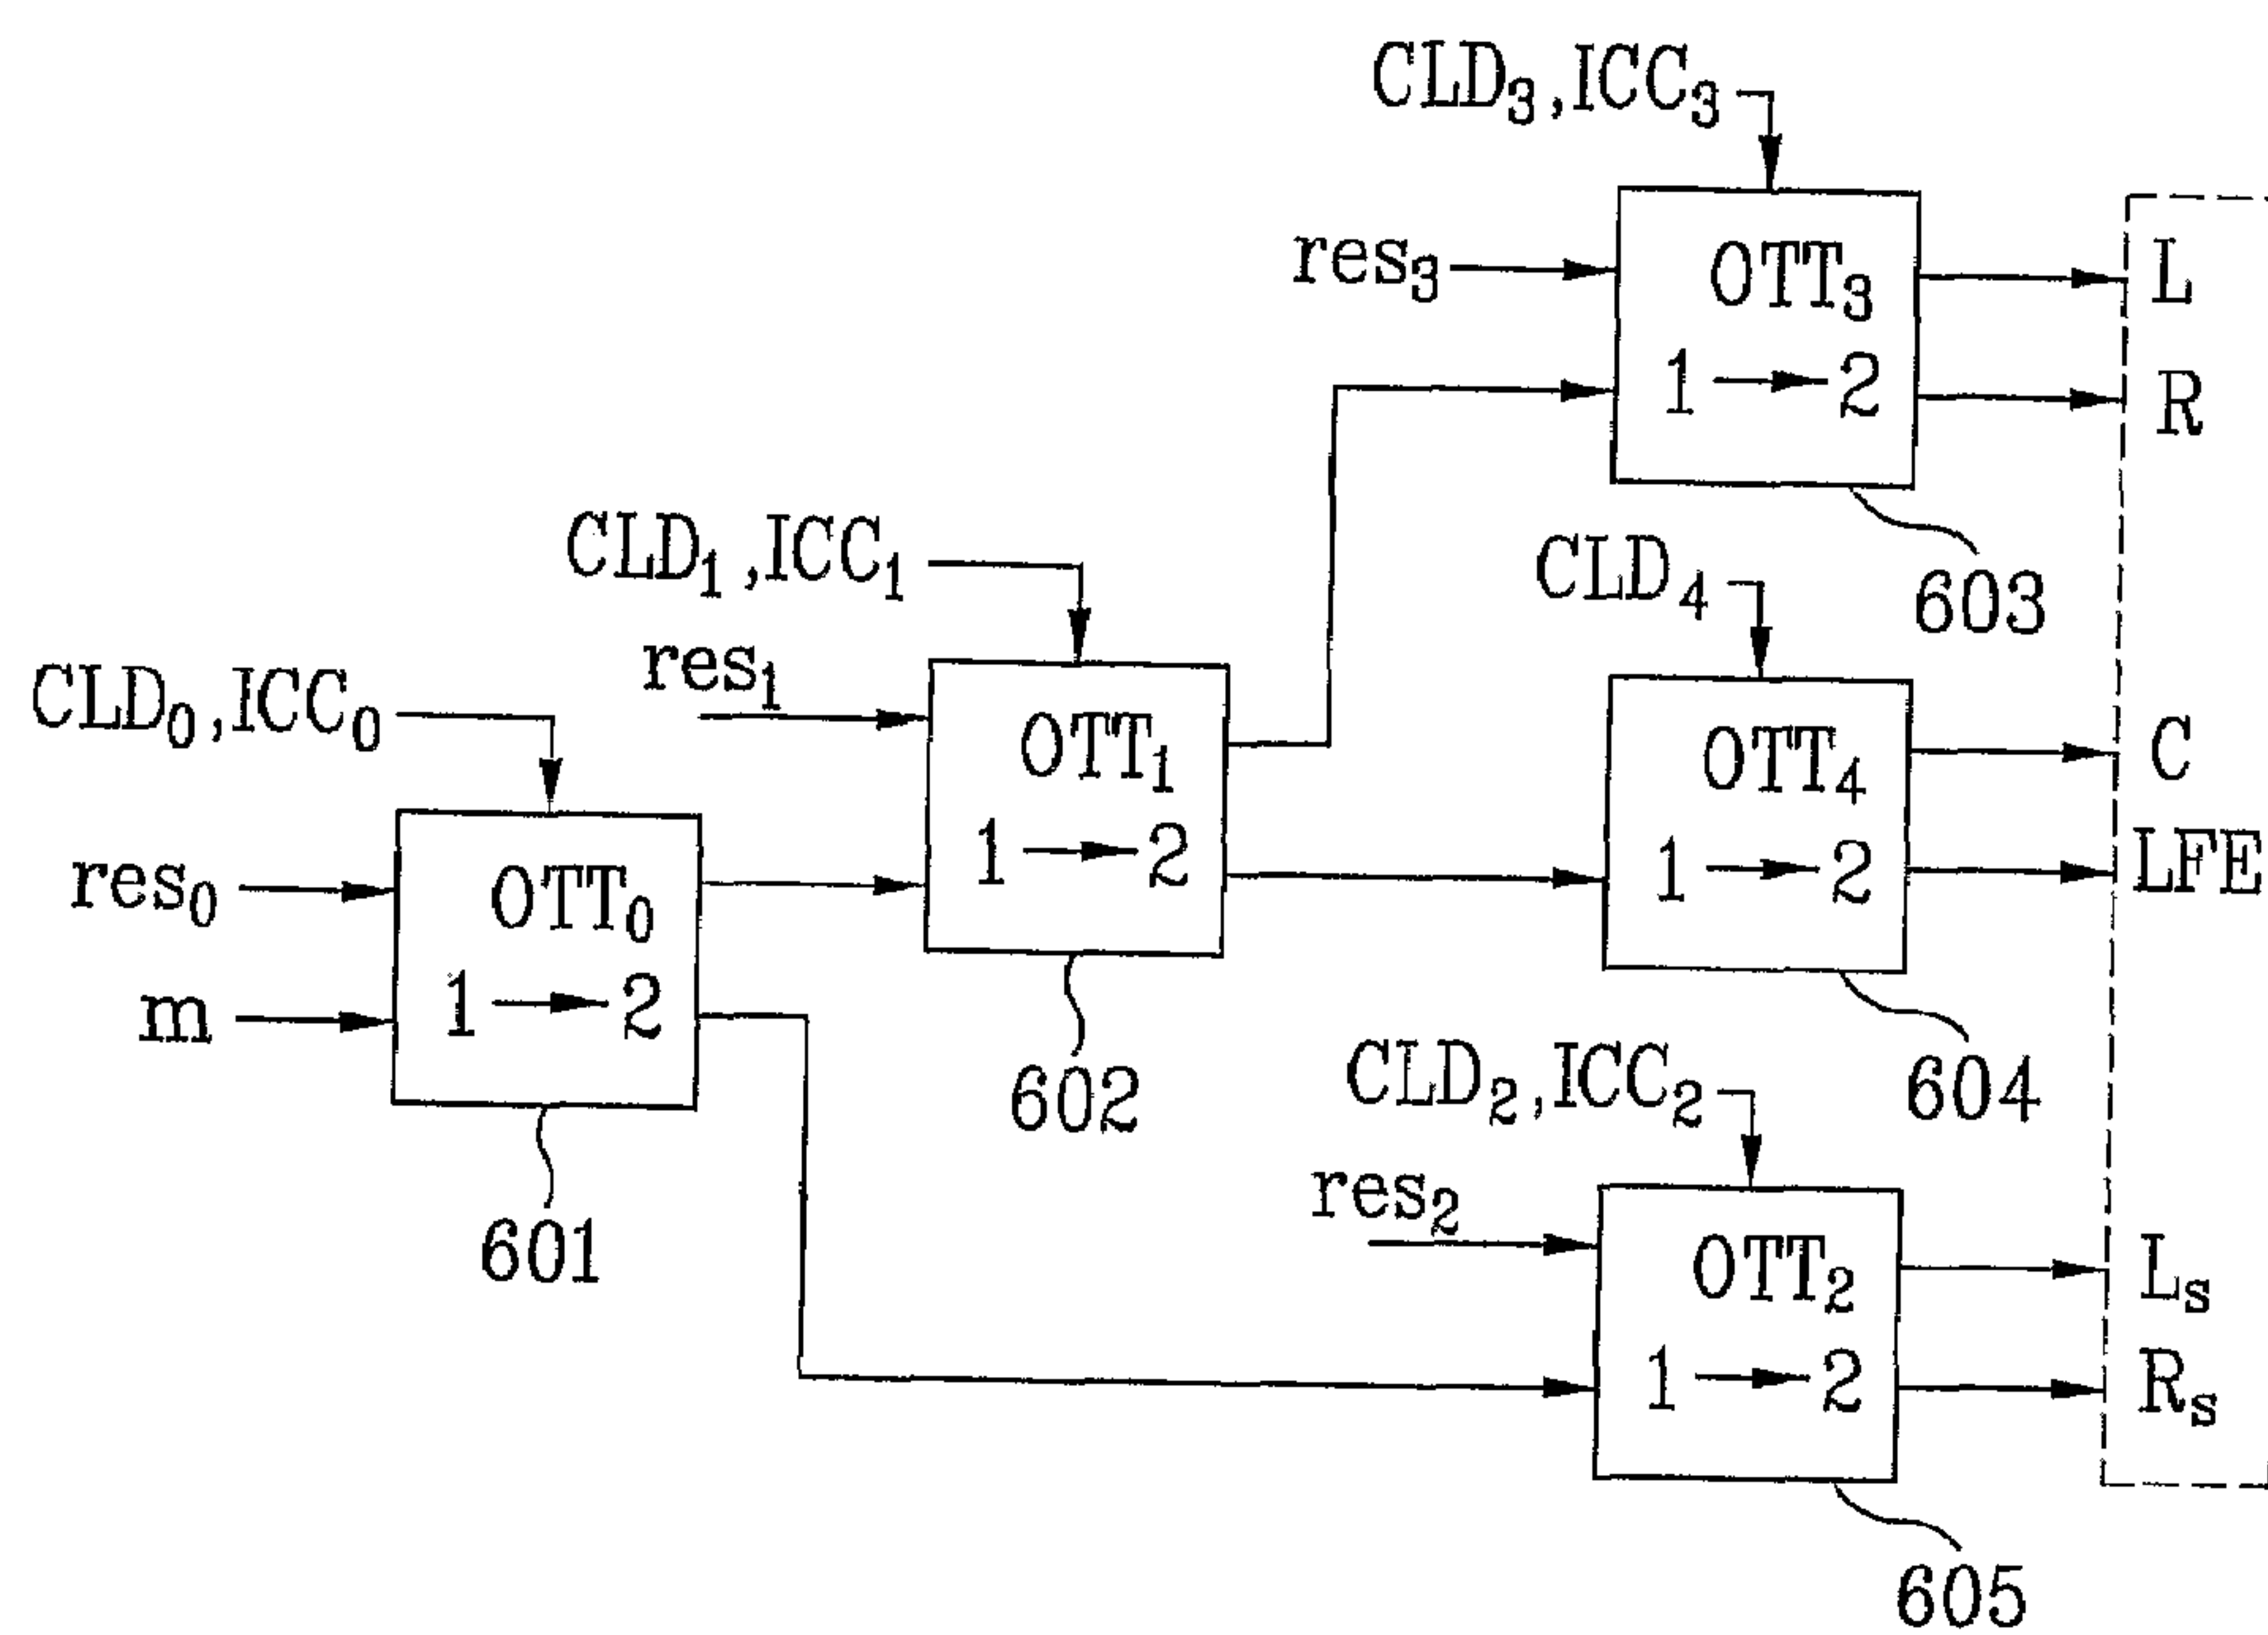 CLD₃,ICC₃
res₃
OTT₃
1 → 2
L
R
603
CLD₁,ICC₁
CLD₄
res₁
OTT₁
1 → 2
OTT₄
1 → 2
C
LFE
604
602
CLD₀,ICC₀
res₀
m
OTT₀
1 → 2
601
CLD₂,ICC₂
res₂
OTT₂
1 → 2
Lₛ
Rₛ
605